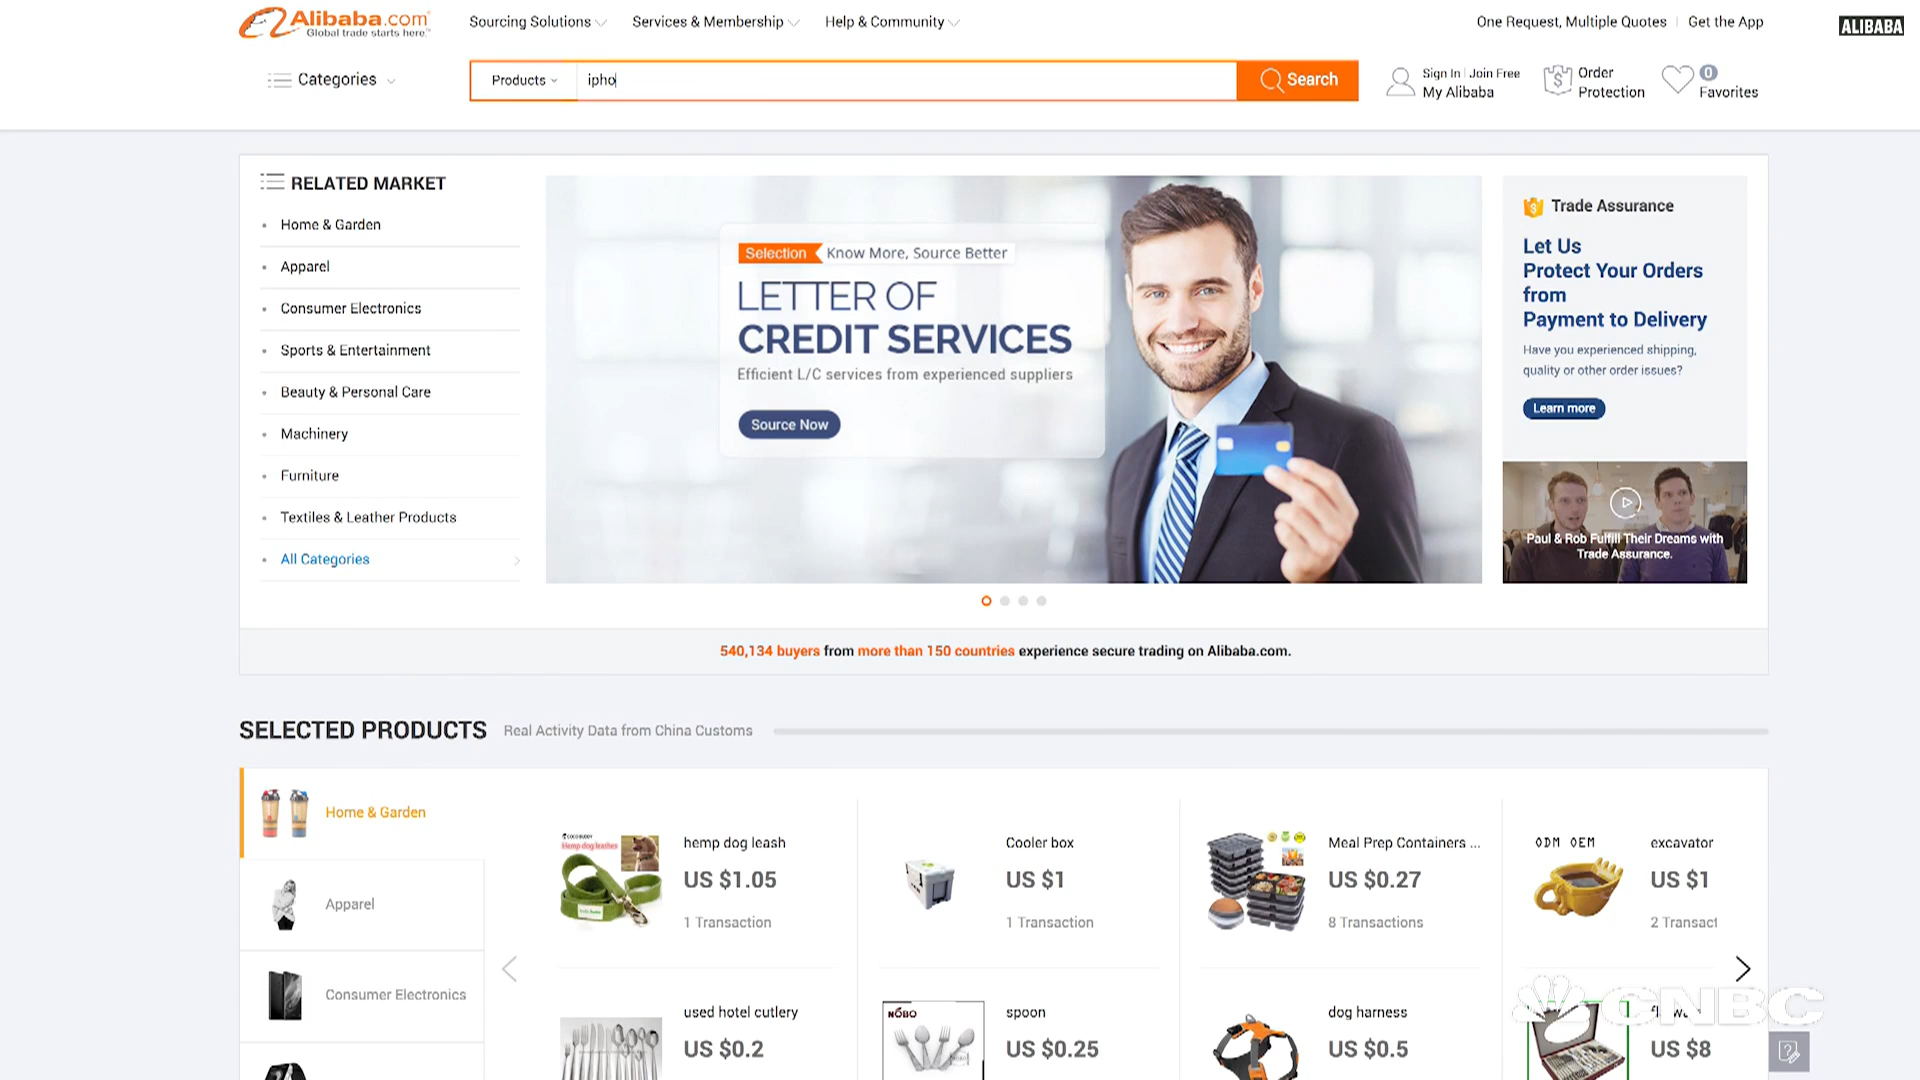 Alibaba.com
Global trade starts here.™
Sourcing Solutions
Services & Membership
Help & Community
One Request, Multiple Quotes
Get the App
ALIBABA
Categories
Products
ipho
Search
Sign In | Join Free
My Alibaba
Order
Protection
0
Favorites
RELATED MARKET
Home & Garden
Apparel
Consumer Electronics
Sports & Entertainment
Beauty & Personal Care
Machinery
Furniture
Textiles & Leather Products
All Categories
Selection
Know More, Source Better
LETTER OF
CREDIT SERVICES
Efficient L/C services from experienced suppliers
Source Now
Trade Assurance
Let Us
Protect Your Orders
from
Payment to Delivery
Have you experienced shipping,
quality or other order issues?
Learn more
Paul & Rob Fulfill Their Dreams with
Trade Assurance.
540,134 buyers from more than 150 countries experience secure trading on Alibaba.com.
SELECTED PRODUCTS
Real Activity Data from China Customs
Home & Garden
Apparel
Consumer Electronics
COCO BUDDY
Hemp dog leashes
hemp dog leash
US $1.05
1 Transaction
Cooler box
US $1
1 Transaction
Meal Prep Containers ...
US $0.27
8 Transactions
ODM OEM
excavator
US $1
2 Transact
used hotel cutlery
US $0.2
NOBO
spoon
US $0.25
dog harness
US $0.5
US $8
CNBC